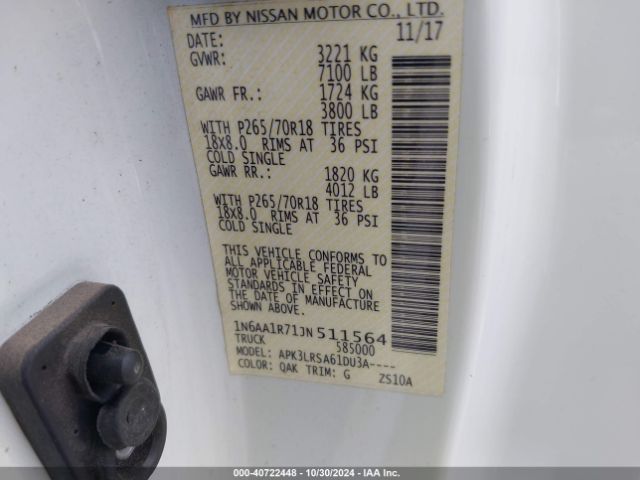 MFD BY NISSAN MOTOR CO., LTD.
DATE: 11/17
GVWR: 3221 KG
7100 LB
GAWR FR.: 1724 KG
3800 LB
WITH P265/70R18 TIRES
18X8.0 RIMS AT 36 PSI
COLD SINGLE
GAWR RR.: 1820 KG
4012 LB
WITH P265/70R18 TIRES
18X8.0 RIMS AT 36 PSI
COLD SINGLE
THIS VEHICLE CONFORMS TO
ALL APPLICABLE FEDERAL
MOTOR VEHICLE SAFETY
STANDARDS IN EFFECT ON
THE DATE OF MANUFACTURE
SHOWN ABOVE.
1N6AA1R71JN511564
TRUCK 585000
MODEL: APK3LRSA61DU3A----
COLOR: QAK TRIM: G ZS10A
000-40722448 - 10/30/2024 - IAA Inc.